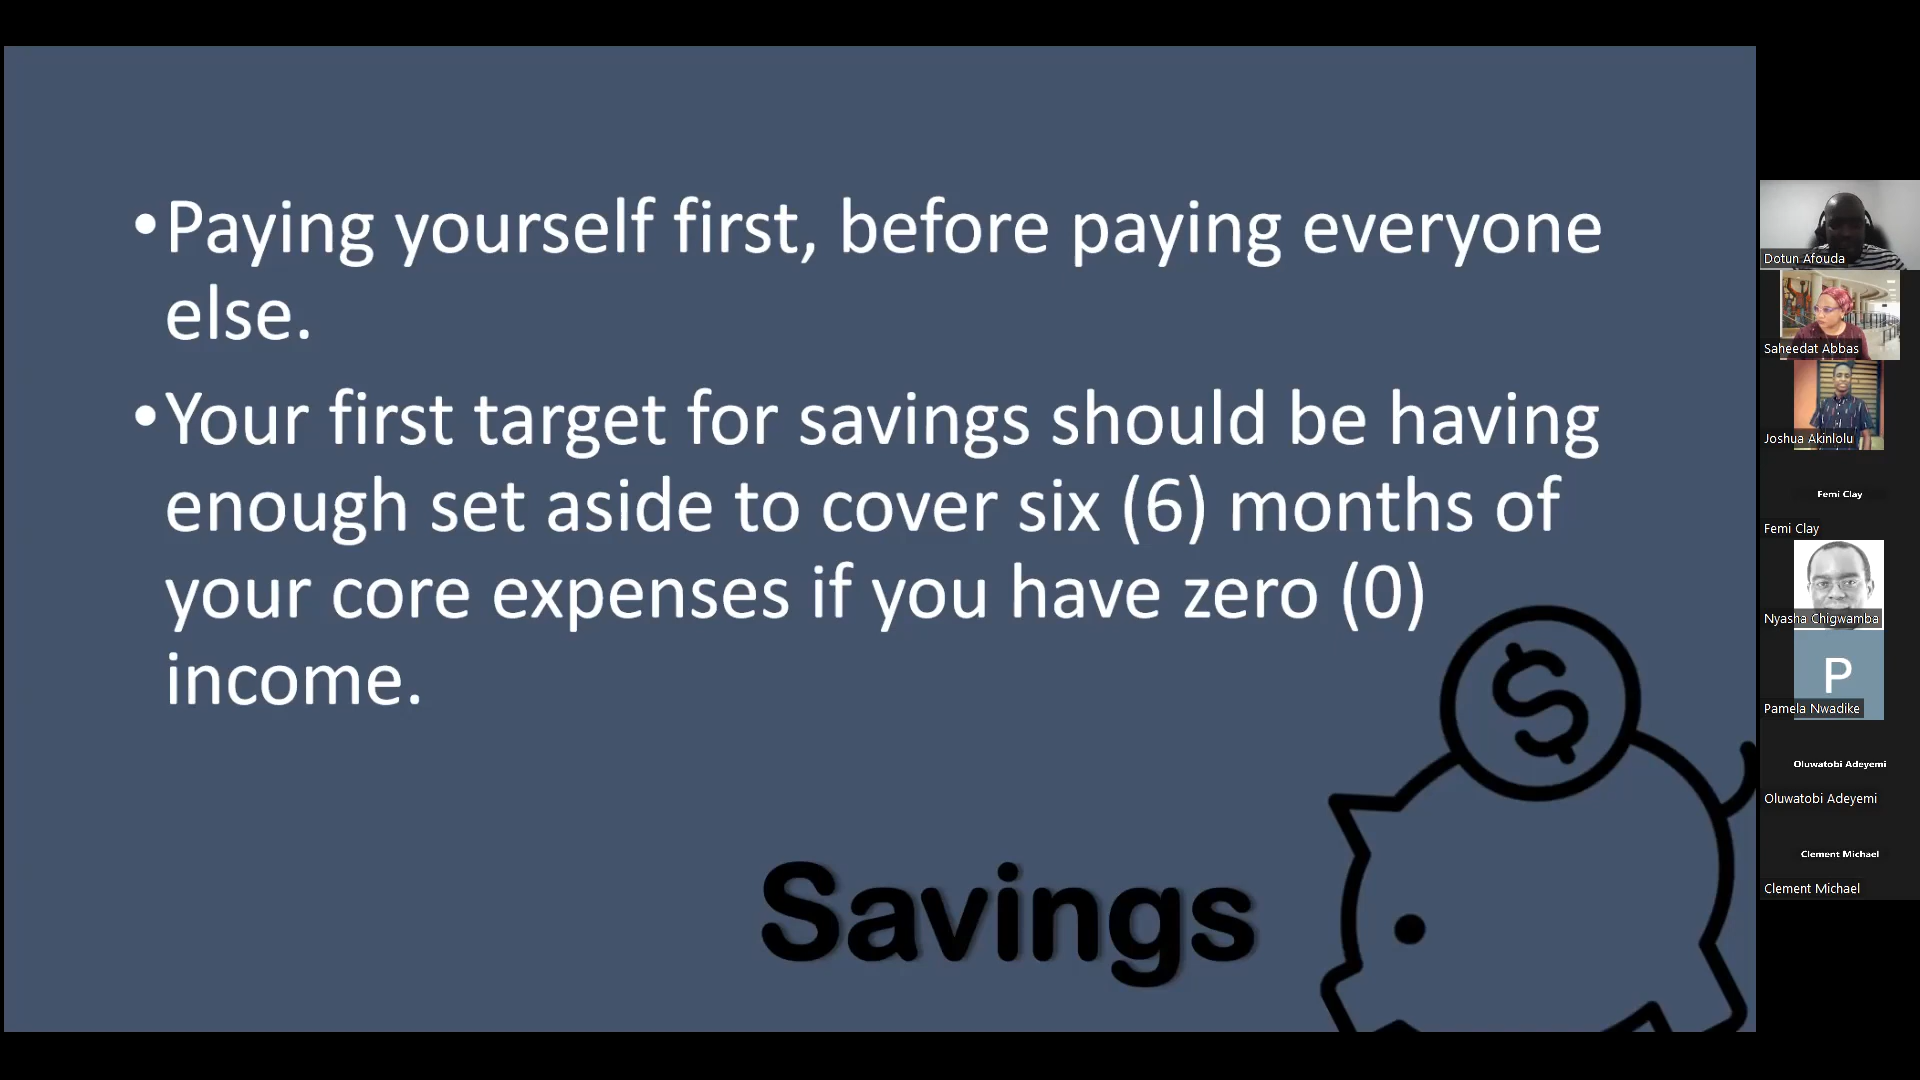 •Paying yourself first, before paying everyone
else.
•Your first target for savings should be having
enough set aside to cover six (6) months of
your core expenses if you have zero (0)
income.
$
Savings
Dotun Afouda
Saheedat Abbas
Joshua Akinlolu
Femi Clay
Femi Clay
Nyasha Chigwamba
P
Pamela Nwadike
Oluwatobi Adeyemi
Oluwatobi Adeyemi
Clement Michael
Clement Michael